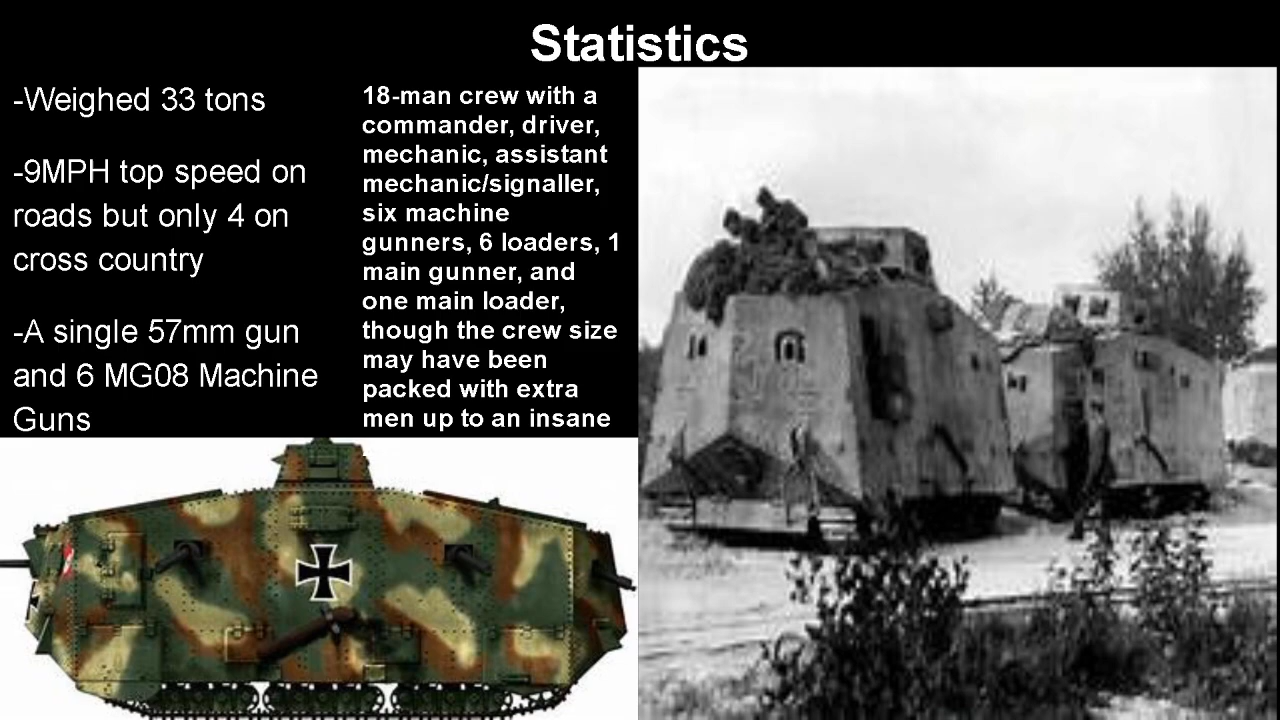 Statistics
-Weighed 33 tons
-9MPH top speed on
roads but only 4 on
cross country
-A single 57mm gun
and 6 MG08 Machine
Guns
18-man crew with a
commander, driver,
mechanic, assistant
mechanic/signaller,
six machine
gunners, 6 loaders, 1
main gunner, and
one main loader,
though the crew size
may have been
packed with extra
men up to an insane